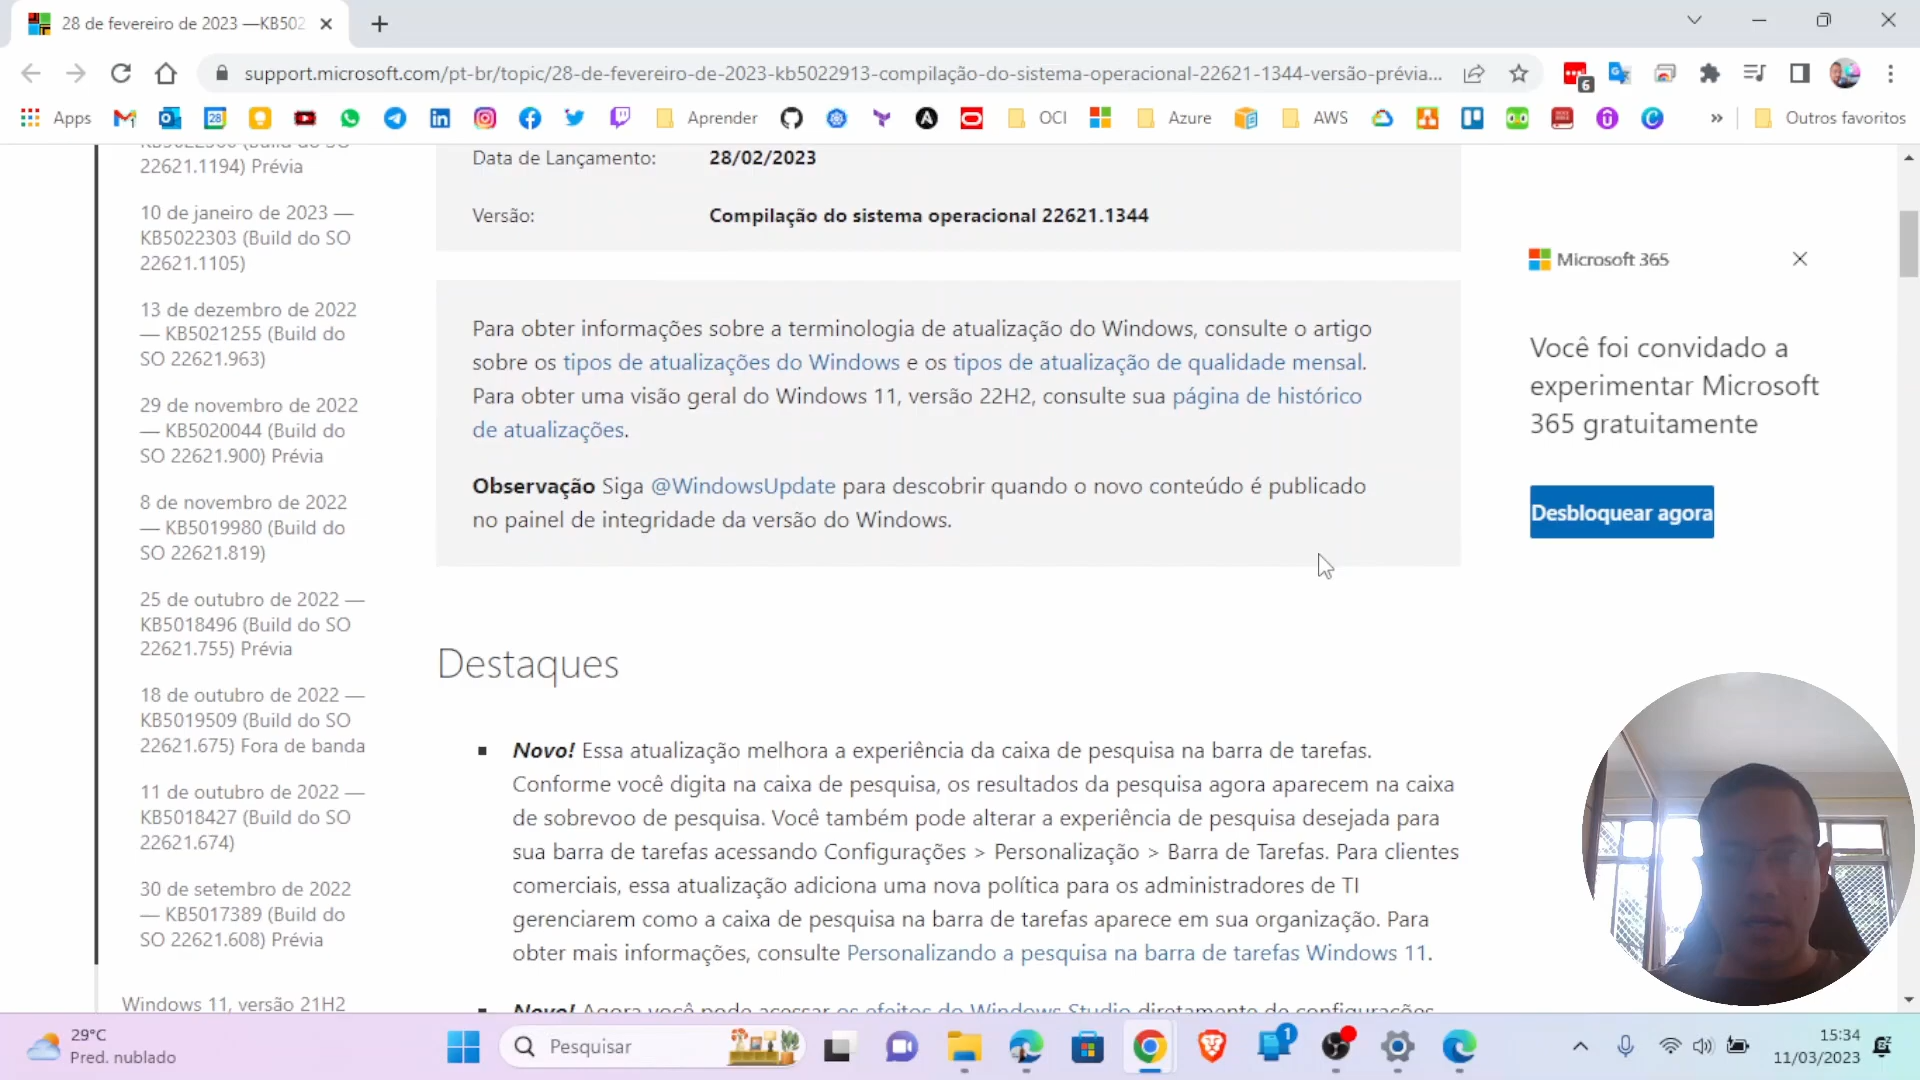 28 de fevereiro de 2023 —KB502
support.microsoft.com/pt-br/topic/28-de-fevereiro-de-2023-kb5022913-compilação-do-sistema-operacional-22621-1344-versão-prévia...
6
Apps
28
Aprender
OCI
Azure
AWS
»
Outros favoritos
22621.1194) Prévia
10 de janeiro de 2023 —
KB5022303 (Build do SO
22621.1105)
13 de dezembro de 2022
— KB5021255 (Build do
SO 22621.963)
29 de novembro de 2022
— KB5020044 (Build do
SO 22621.900) Prévia
8 de novembro de 2022
— KB5019980 (Build do
SO 22621.819)
25 de outubro de 2022 —
KB5018496 (Build do SO
22621.755) Prévia
18 de outubro de 2022 —
KB5019509 (Build do SO
22621.675) Fora de banda
11 de outubro de 2022 —
KB5018427 (Build do SO
22621.674)
30 de setembro de 2022
— KB5017389 (Build do
SO 22621.608) Prévia
Windows 11, versão 21H2
Data de Lançamento: 28/02/2023
Versão: Compilação do sistema operacional 22621.1344
Para obter informações sobre a terminologia de atualização do Windows, consulte o artigo
sobre os tipos de atualizações do Windows e os tipos de atualização de qualidade mensal.
Para obter uma visão geral do Windows 11, versão 22H2, consulte sua página de histórico
de atualizações.
Observação Siga @WindowsUpdate para descobrir quando o novo conteúdo é publicado
no painel de integridade da versão do Windows.
Destaques
▪ Novo! Essa atualização melhora a experiência da caixa de pesquisa na barra de tarefas.
Conforme você digita na caixa de pesquisa, os resultados da pesquisa agora aparecem na caixa
de sobrevoo de pesquisa. Você também pode alterar a experiência de pesquisa desejada para
sua barra de tarefas acessando Configurações > Personalização > Barra de Tarefas. Para clientes
comerciais, essa atualização adiciona uma nova política para os administradores de TI
gerenciarem como a caixa de pesquisa na barra de tarefas aparece em sua organização. Para
obter mais informações, consulte Personalizando a pesquisa na barra de tarefas Windows 11.
▪ Novo! Agora você pode acessar os efeitos do Windows Studio diretamente de configurações
Microsoft 365
Você foi convidado a
experimentar Microsoft
365 gratuitamente
Desbloquear agora
29°C
Pred. nublado
Pesquisar
1
15:34
11/03/2023